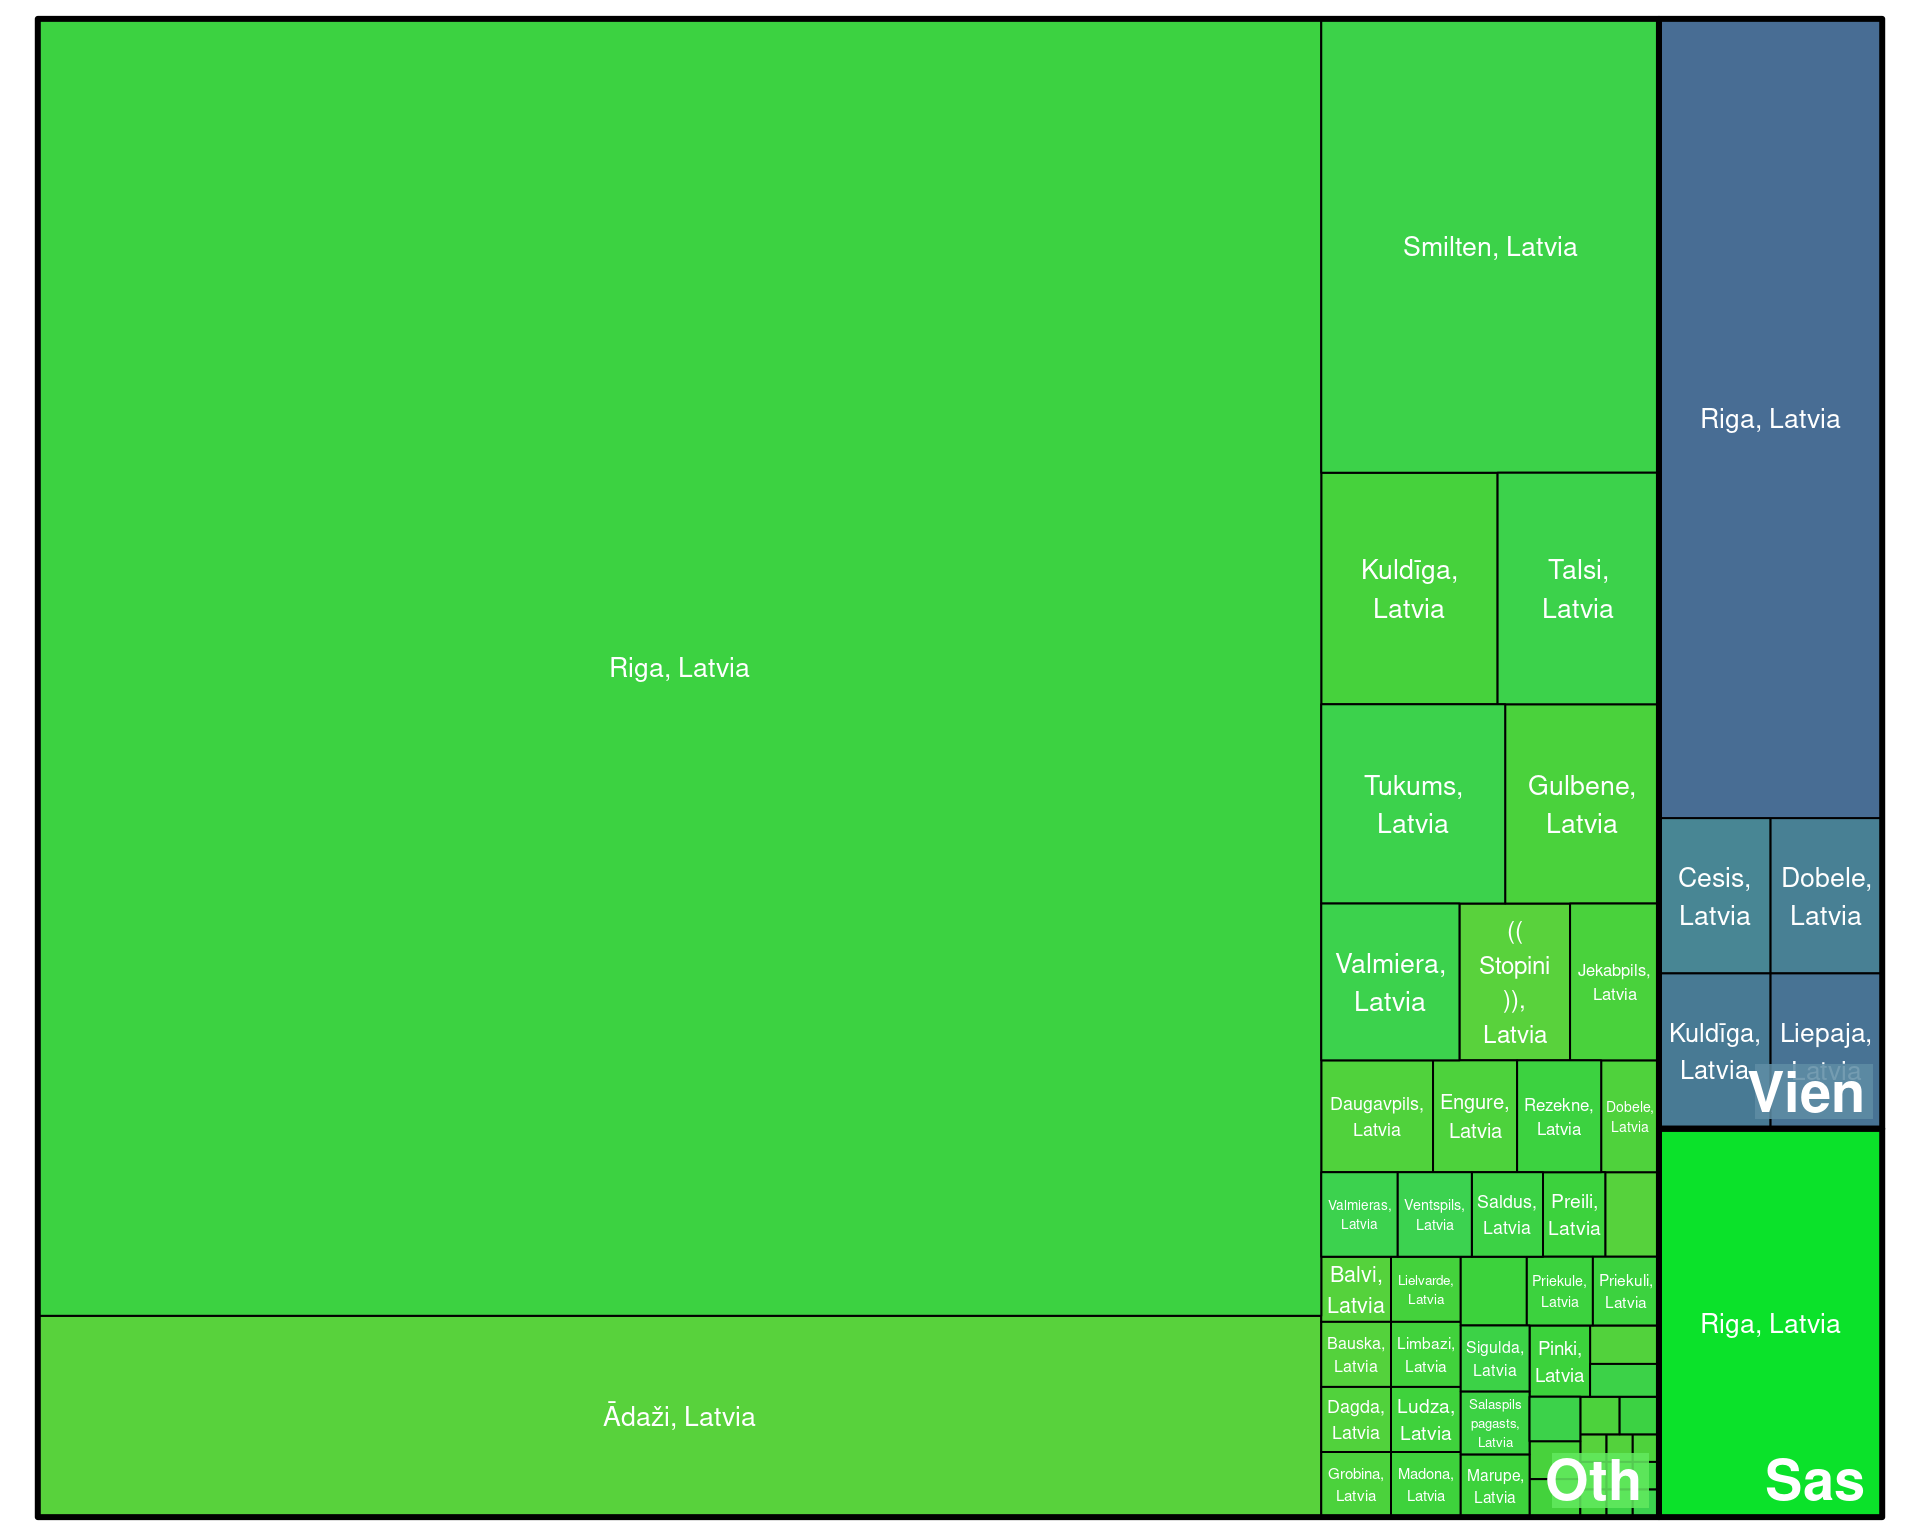 Riga, Latvia
Ādaži, Latvia
Smilten, Latvia
Kuldīga,
Latvia
Talsi,
Latvia
Tukums,
Latvia
Gulbene,
Latvia
Valmiera,
Latvia
((
Stopini
)),
Latvia
Jekabpils,
Latvia
Daugavpils,
Latvia
Engure,
Latvia
Rezekne,
Latvia
Dobele,
Latvia
Valmieras,
Latvia
Ventspils,
Latvia
Saldus,
Latvia
Preili,
Latvia
Balvi,
Latvia
Lielvarde,
Latvia
Priekule,
Latvia
Priekuli,
Latvia
Bauska,
Latvia
Limbazi,
Latvia
Sigulda,
Latvia
Pinki,
Latvia
Dagda,
Latvia
Ludza,
Latvia
Salaspils
pagasts,
Latvia
Grobina,
Latvia
Madona,
Latvia
Marupe,
Latvia
Oth
Riga, Latvia
Cesis,
Latvia
Dobele,
Latvia
Kuldīga,
Latvia
Liepaja,
Latvia
Vien
Riga, Latvia
Sas